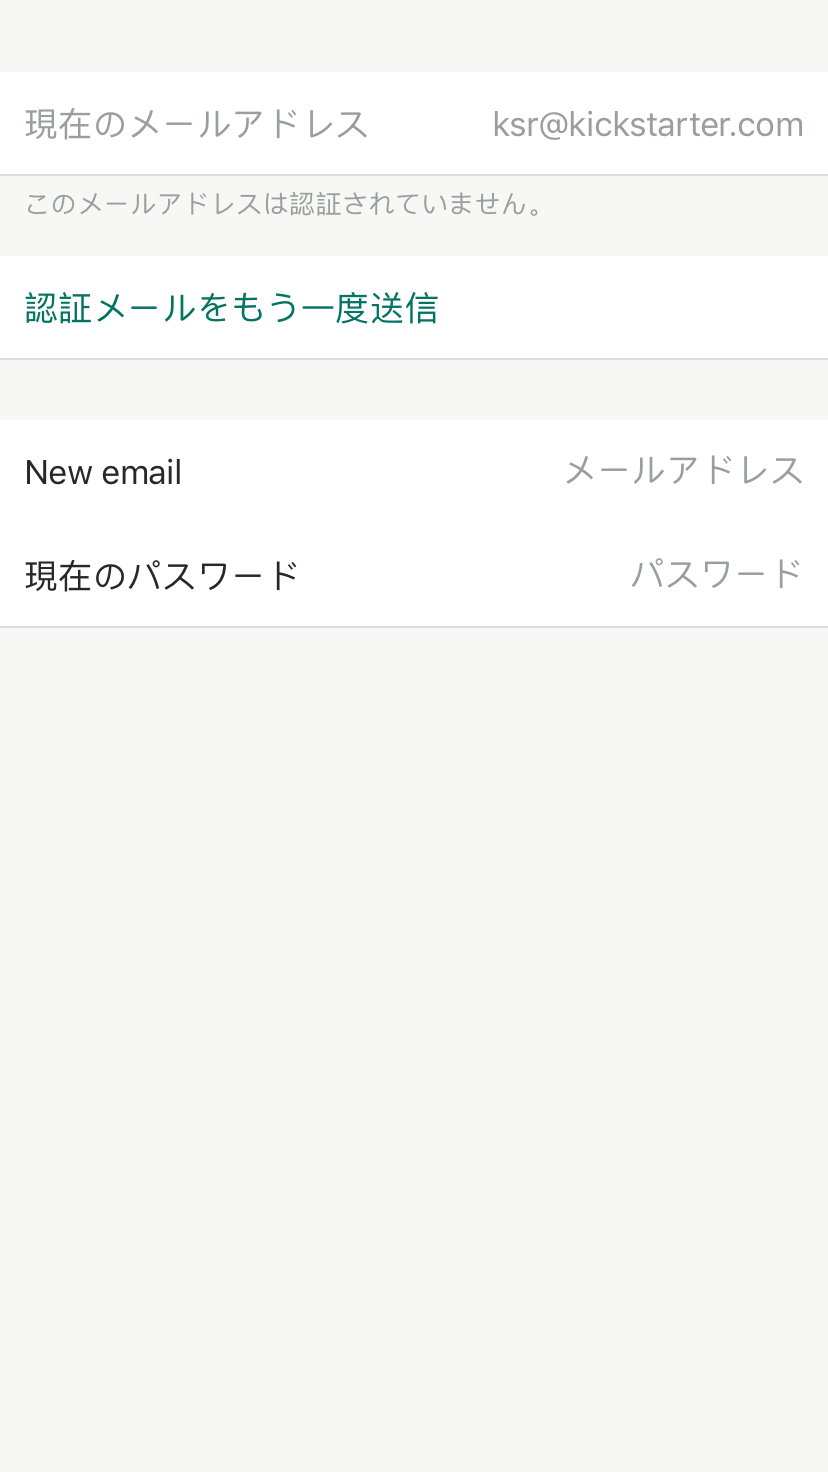 現在のメールアドレス ksr@kickstarter.com
このメールアドレスは認証されていません。
認証メールをもう一度送信
New email メールアドレス
現在のパスワード パスワード